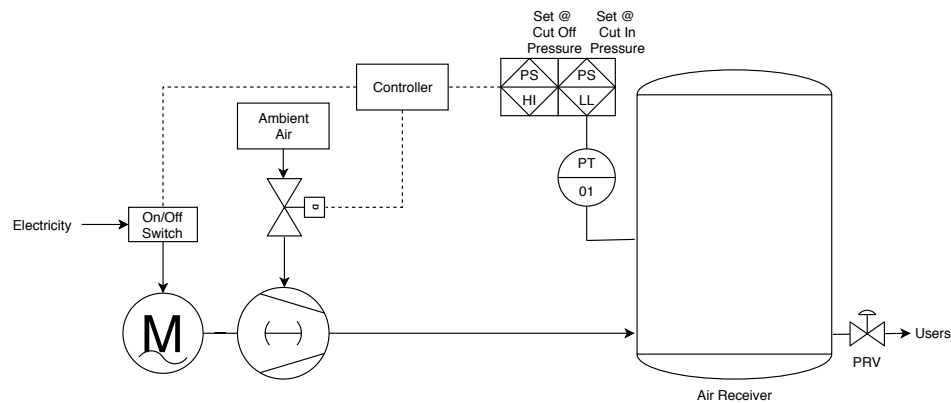 Set @
Cut Off
Pressure
Set @
Cut In
Pressure
PS
PS
HI
LL
Controller
Ambient
Air
PT
01
D
Electricity
On/Off
Switch
M
Users
PRV
Air Receiver